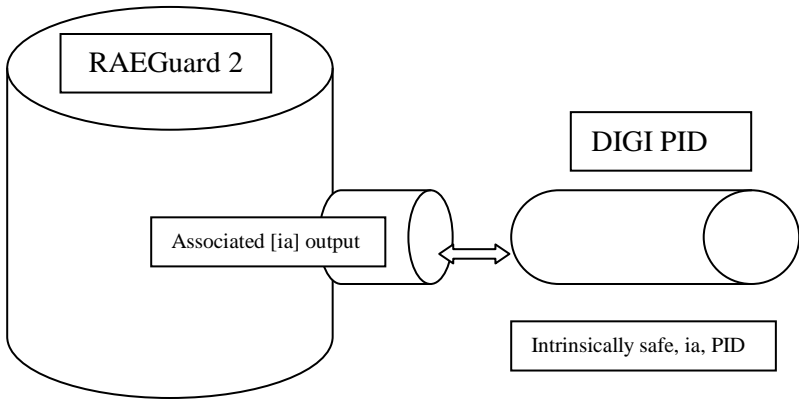 RAEGuard 2
DIGI PID
Associated [ia] output
Intrinsically safe, ia, PID